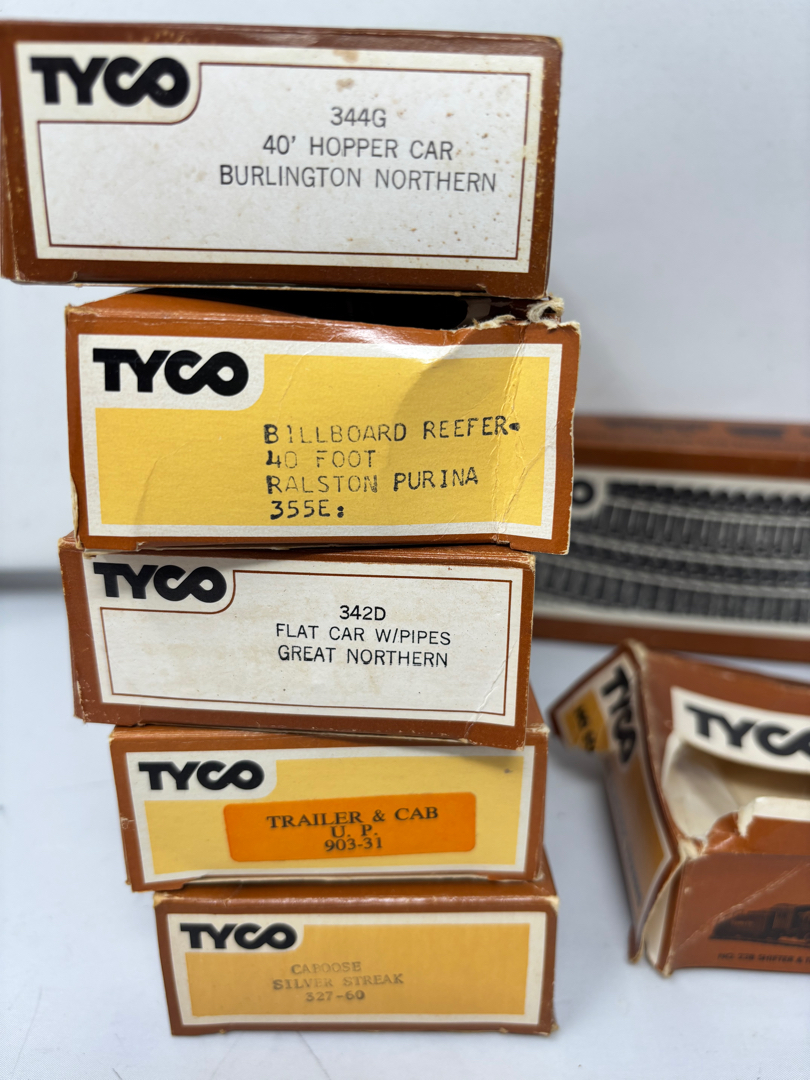 TYCO
344G
40' HOPPER CAR
BURLINGTON NORTHERN
TYCO
BILLBOARD REEFER
40 FOOT
RALSTON PURINA
355E:
TYCO
342D
FLAT CAR W/PIPES
GREAT NORTHERN
TYCO
TRAILER & CAB
U. P.
903-31
TYCO
CABOOSE
SILVER STREAK
327-60
TYCO
TYCO